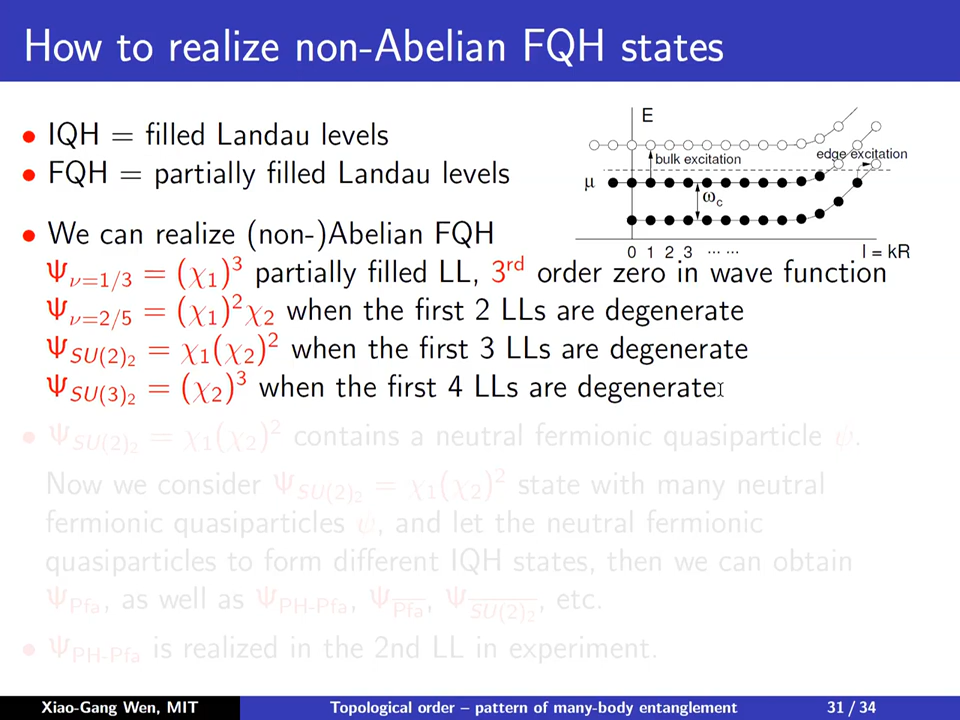 How to realize non-Abelian FQH states
• IQH = filled Landau levels
• FQH = partially filled Landau levels
E
bulk excitation
edge excitation
μ
ω_c
0 1 2 3 ... ... l = kR
• We can realize (non-)Abelian FQH
Ψ_{ν=1/3} = (χ₁)³ partially filled LL, 3rd order zero in wave function
Ψ_{ν=2/5} = (χ₁)²χ₂ when the first 2 LLs are degenerate
Ψ_{SU(2)₂} = χ₁(χ₂)² when the first 3 LLs are degenerate
Ψ_{SU(3)₂} = (χ₂)³ when the first 4 LLs are degenerate
• Ψ_{SU(2)₂} = χ₁(χ₂)² contains a neutral fermionic quasiparticle ψ.
Now we consider Ψ_{SU(2)₂} = χ₁(χ₂)² state with many neutral
fermionic quasiparticles ψ, and let the neutral fermionic
quasiparticles to form different IQH states, then we can obtain
Ψ_{Pfa}, as well as Ψ_{PH-Pfa}, Ψ_{\overline{Pfa}}, Ψ_{\overline{SU(2)₂}}, etc.
• Ψ_{PH-Pfa} is realized in the 2nd LL in experiment.
Xiao-Gang Wen, MIT
Topological order – pattern of many-body entanglement
31 / 34